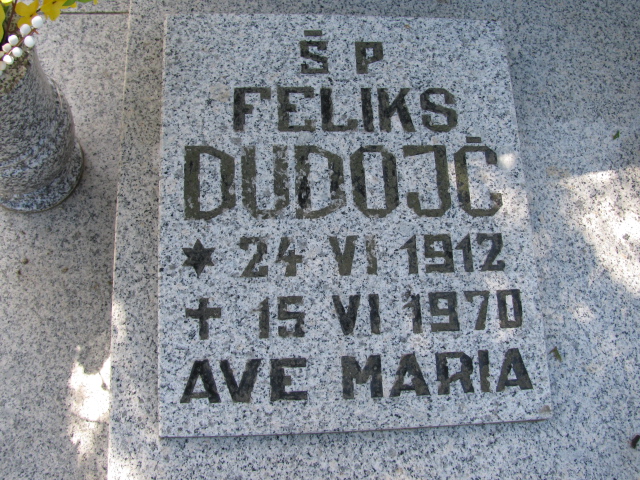 Ś P
FELIKS
DUDOJĆ
✶ 24 VI 1912
✝ 15 VI 1970
AVE MARIA